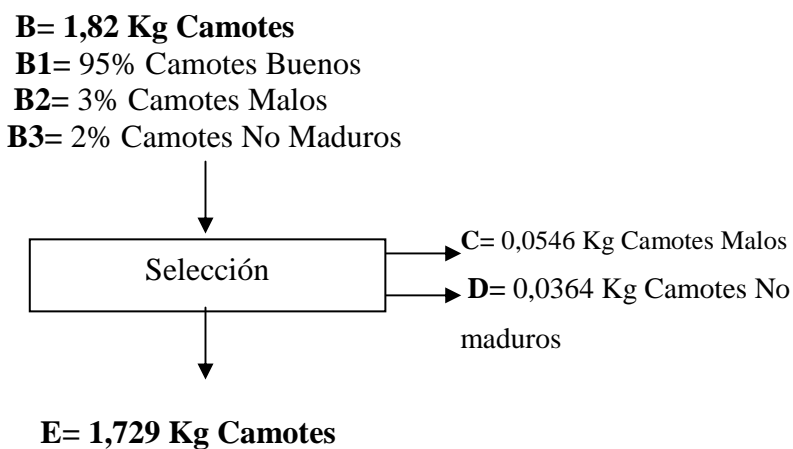 B= 1,82 Kg Camotes
B1= 95% Camotes Buenos
B2= 3% Camotes Malos
B3= 2% Camotes No Maduros
Selección
C= 0,0546 Kg Camotes Malos
D= 0,0364 Kg Camotes No
maduros
E= 1,729 Kg Camotes